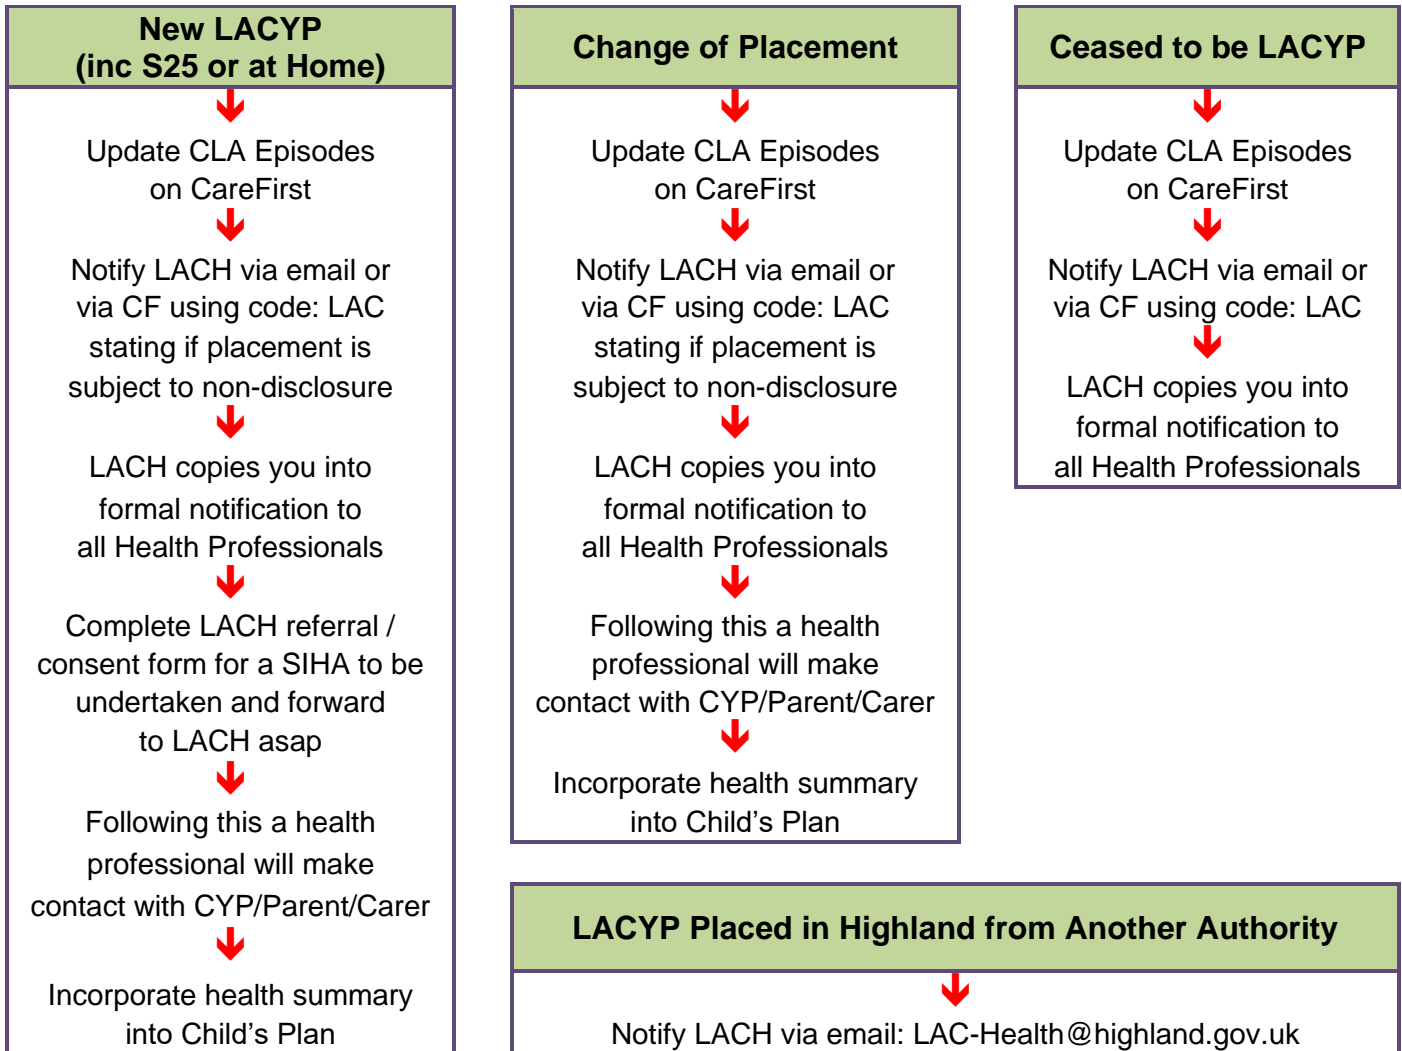 New LACYP
(inc S25 or at Home)
Update CLA Episodes
on CareFirst
Notify LACH via email or
via CF using code: LAC
stating if placement is
subject to non-disclosure
LACH copies you into
formal notification to
all Health Professionals
Complete LACH referral /
consent form for a SIHA to be
undertaken and forward
to LACH asap
Following this a health
professional will make
contact with CYP/Parent/Carer
Incorporate health summary
into Child’s Plan
Change of Placement
Update CLA Episodes
on CareFirst
Notify LACH via email or
via CF using code: LAC
stating if placement is
subject to non-disclosure
LACH copies you into
formal notification to
all Health Professionals
Following this a health
professional will make
contact with CYP/Parent/Carer
Incorporate health summary
into Child’s Plan
Ceased to be LACYP
Update CLA Episodes
on CareFirst
Notify LACH via email or
via CF using code: LAC
LACH copies you into
formal notification to
all Health Professionals
LACYP Placed in Highland from Another Authority
Notify LACH via email: LAC-Health@highland.gov.uk